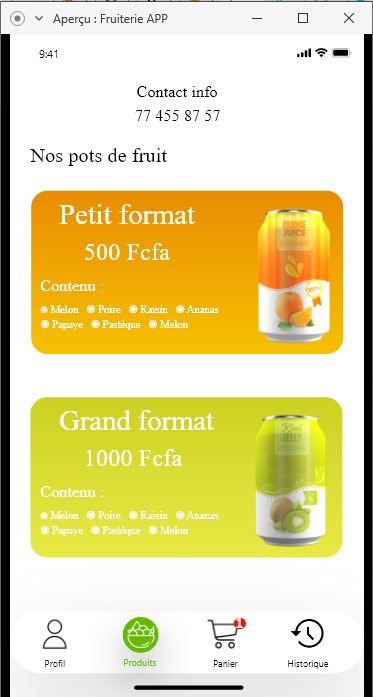 Aperçu : Fruiterie APP
9:41
Contact info
77 455 87 57
Nos pots de fruit
Petit format
500 Fcfa
Contenu :
Melon Poire Raisin Ananas
Papaye Pastèque Melon
ORANGE
JUICE
Grand format
1000 Fcfa
Contenu :
Melon Poire Raisin Ananas
Papaye Pastèque Melon
Kiwi
JELLY
1
Profil
Produits
Panier
Historique